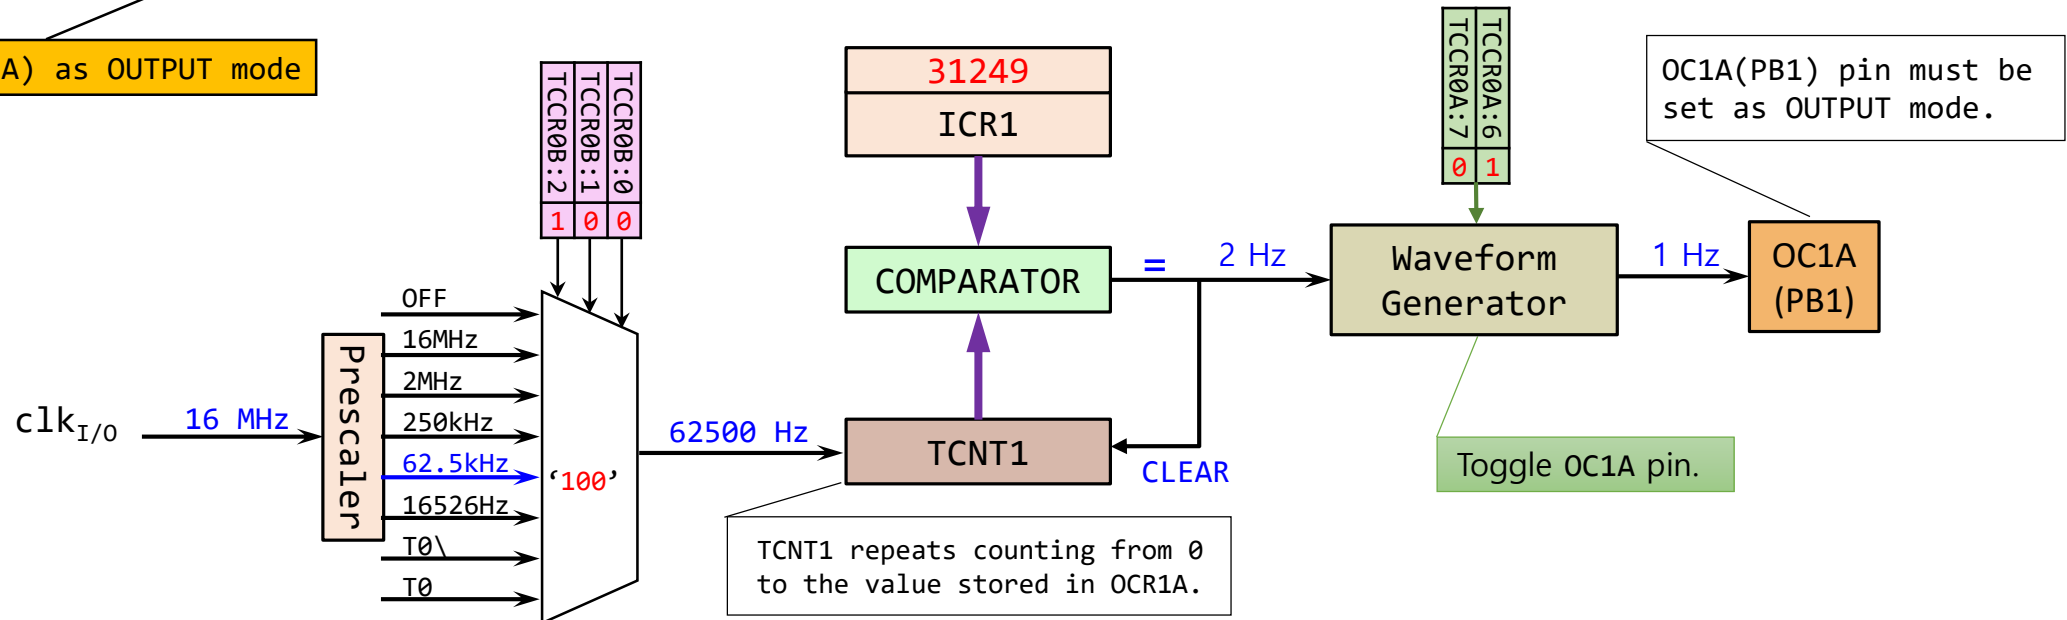 A) as OUTPUT mode
TCCR0B:2
TCCR0B:1
TCCR0B:0
1 0 0
31249
ICR1
TCCR0A:7
TCCR0A:6
0 1
OC1A(PB1) pin must be
set as OUTPUT mode.
COMPARATOR
=
2 Hz
Waveform
Generator
1 Hz
OC1A
(PB1)
OFF
16MHz
2MHz
250kHz
62.5kHz
16526Hz
T0\
T0
Prescaler
clkI/O
16 MHz
‘100’
62500 Hz
TCNT1
CLEAR
Toggle OC1A pin.
TCNT1 repeats counting from 0
to the value stored in OCR1A.